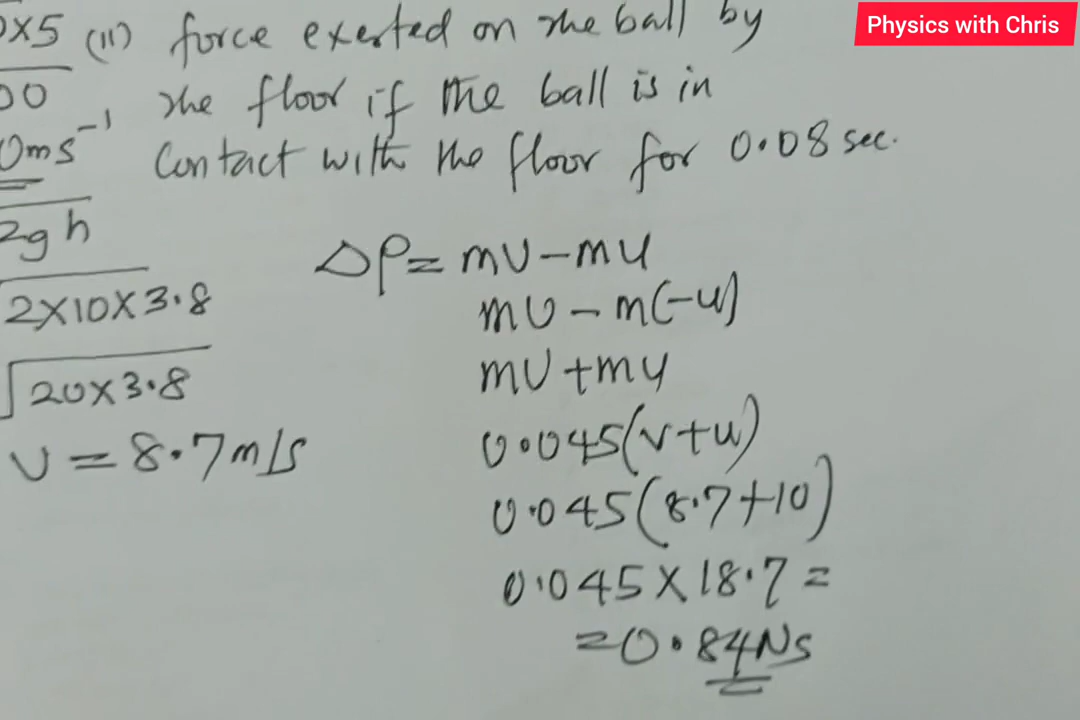 Physics with Chris
0x5
00
0ms⁻¹
2gh
2x10x3.8
√20x3.8
v = 8.7m/s
(11) force exerted on the ball by
the floor if the ball is in
Contact with the floor for 0.08 sec.
ΔP = mv - mu
mv - m(-u)
mv + mu
0.045(v+u)
0.045(8.7+10)
0.045 x 18.7 =
= 0.84Ns